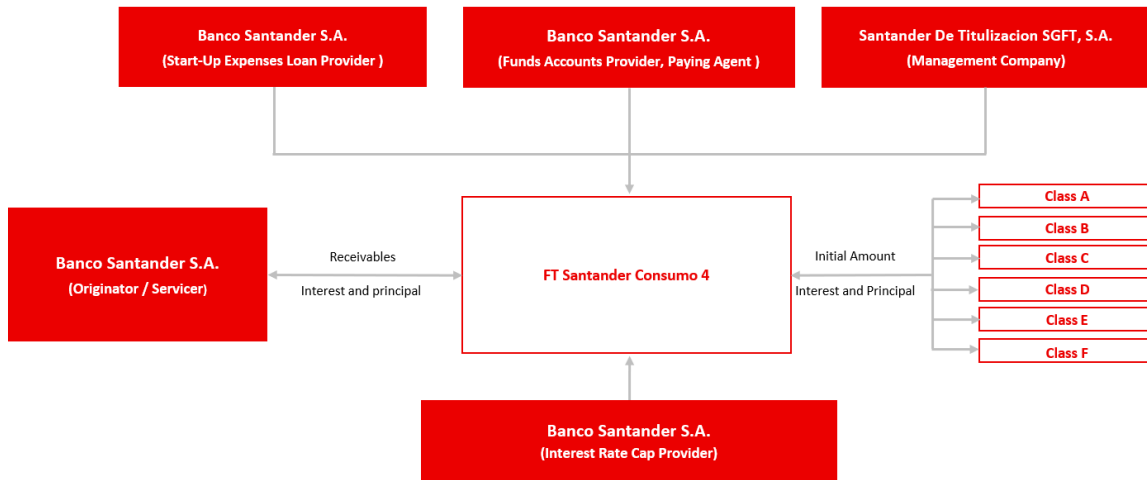 Banco Santander S.A.
(Start-Up Expenses Loan Provider )
Banco Santander S.A.
(Funds Accounts Provider, Paying Agent )
Santander De Titulizacion SGFT, S.A.
(Management Company)
Banco Santander S.A.
(Originator / Servicer)
Receivables
Interest and principal
FT Santander Consumo 4
Initial Amount
Interest and Principal
Class A
Class B
Class C
Class D
Class E
Class F
Banco Santander S.A.
(Interest Rate Cap Provider)